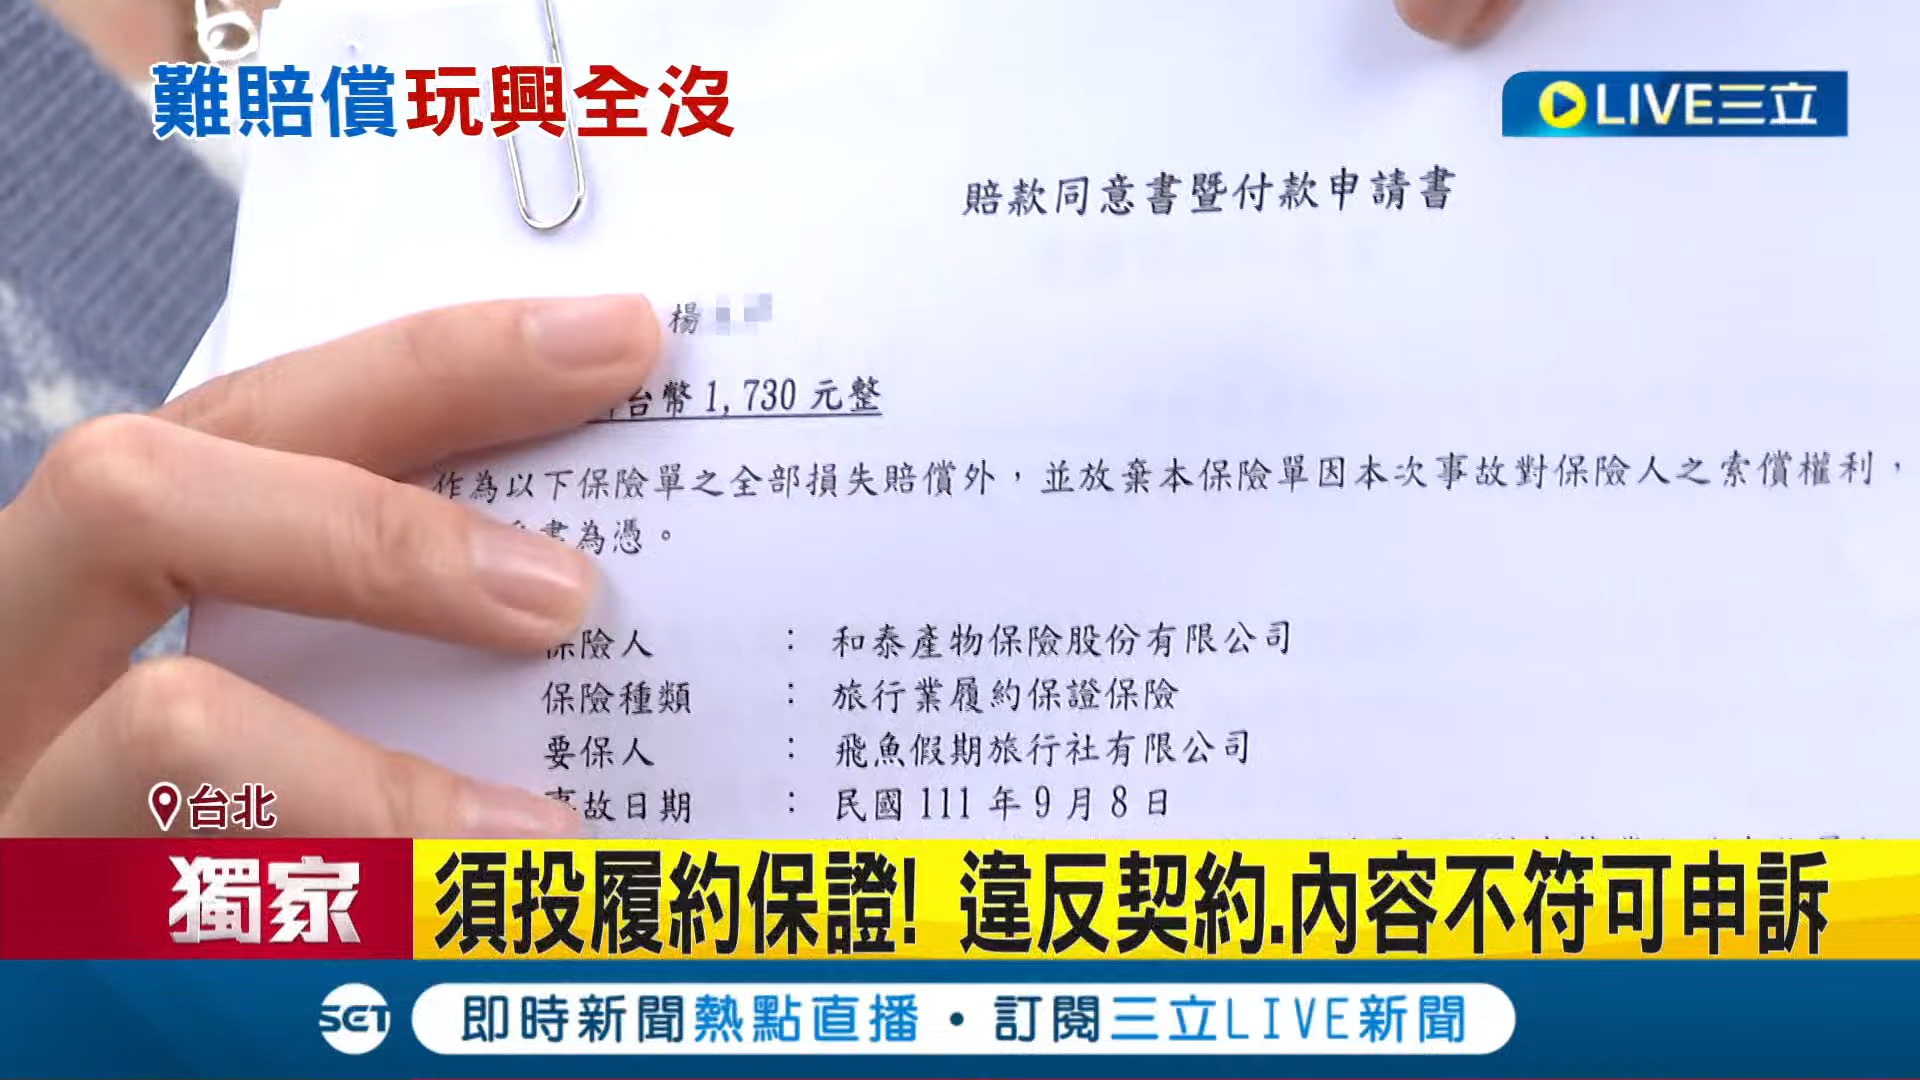 難賠償玩興全沒
LIVE三立
賠款同意書暨付款申請書
楊
台幣1,730元整
作為以下保險單之全部損失賠償外，並放棄本保險單因本次事故對保險人之索償權利，
書為憑。
保險人 ： 和泰產物保險股份有限公司
保險種類 ： 旅行業履約保證保險
要保人 ： 飛魚假期旅行社有限公司
事故日期 ： 民國 111 年 9 月 8 日
台北
獨家
須投履約保證! 違反契約.內容不符可申訴
SET
即時新聞熱點直播・訂閱三立LIVE新聞